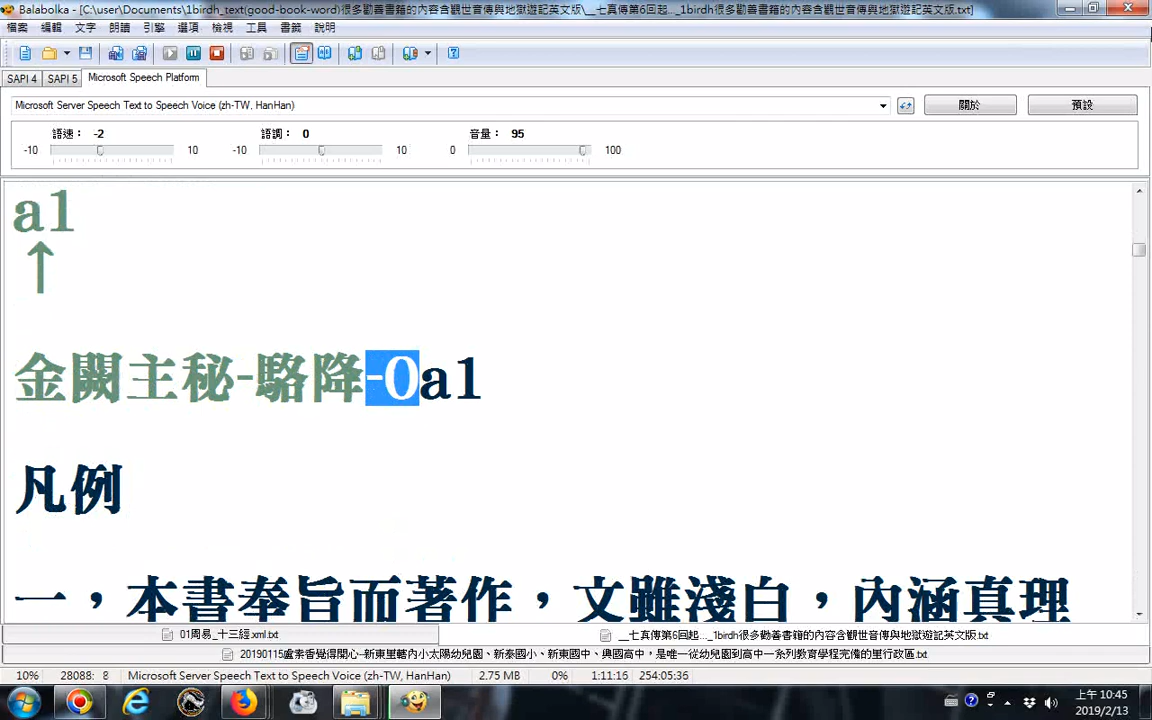 Balabolka - [C:\user\Documents\1birdh_text(good-book-word)很多勸善書籍的內容含觀世音傳與地獄遊記英文版\__七真傳第6回起..._1birdh很多勸善書籍的內容含觀世音傳與地獄遊記英文版.txt]
檔案 編輯 文字 朗讀 引擎 選項 檢視 工具 書籤 說明
SAPI 4 SAPI 5 Microsoft Speech Platform
Microsoft Server Speech Text to Speech Voice (zh-TW, HanHan) 關於 預設
語速: -2 語調: 0 音量: 95
-10 10 -10 10 0 100
a1
↑
金闕主秘-駱降-0a1
凡例
一，本書奉旨而著作，文雖淺白，內涵真理
01周易_十三經.xml.txt __七真傳第6回起..._1birdh很多勸善書籍的內容含觀世音傳與地獄遊記英文版.txt
20190115盧素香覺得開心--新東里轄內小太陽幼兒園、新泰國小、新東國中、興國高中，是唯一從幼兒園到高中一系列教育學程完備的里行政區.txt
10% 28088: 8 Microsoft Server Speech Text to Speech Voice (zh-TW, HanHan) 2.75 MB 0% 1:11:16 254:05:36
上午 10:45
2019/2/13